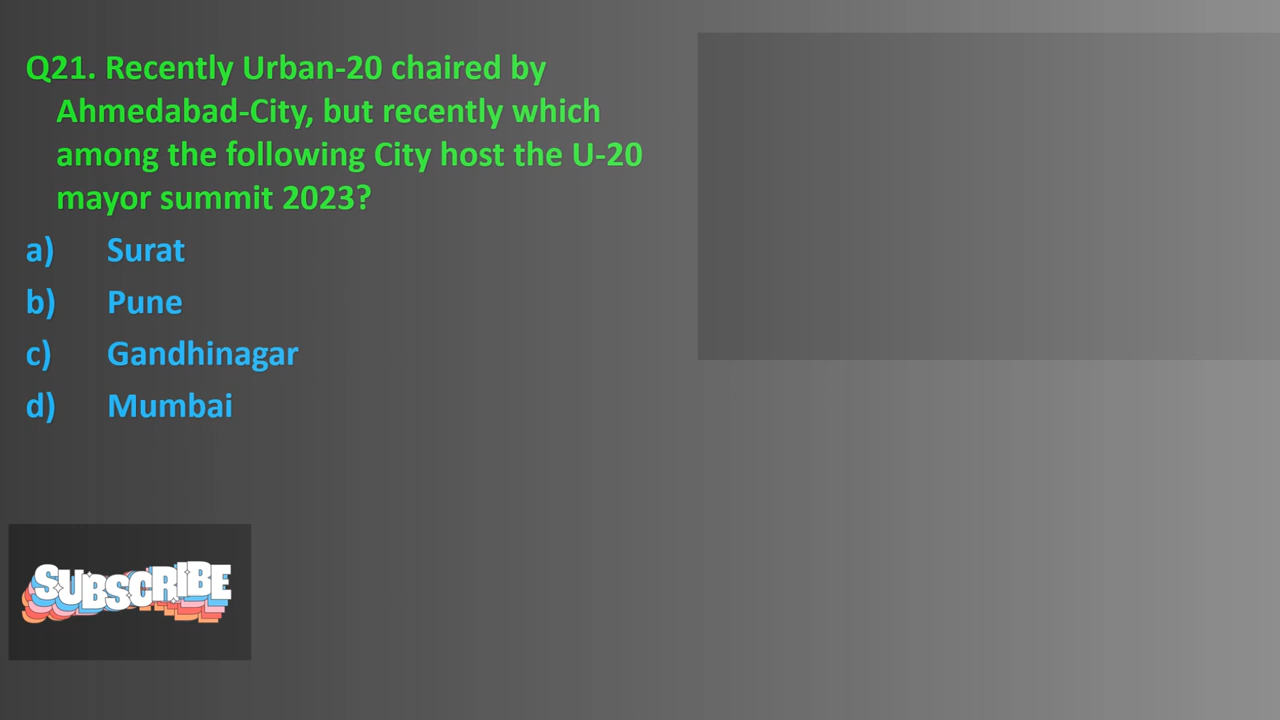 Q21. Recently Urban-20 chaired by
Ahmedabad-City, but recently which
among the following City host the U-20
mayor summit 2023?
a) Surat
b) Pune
c) Gandhinagar
d) Mumbai
SUBSCRIBE